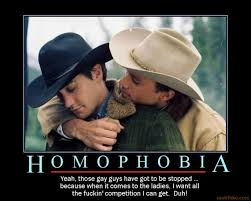 HOMOPHOBIA
Yeah, those gay guys have got to be stopped ..
because when it comes to the ladies, I want all
the fuckin' competition I can get. Duh!